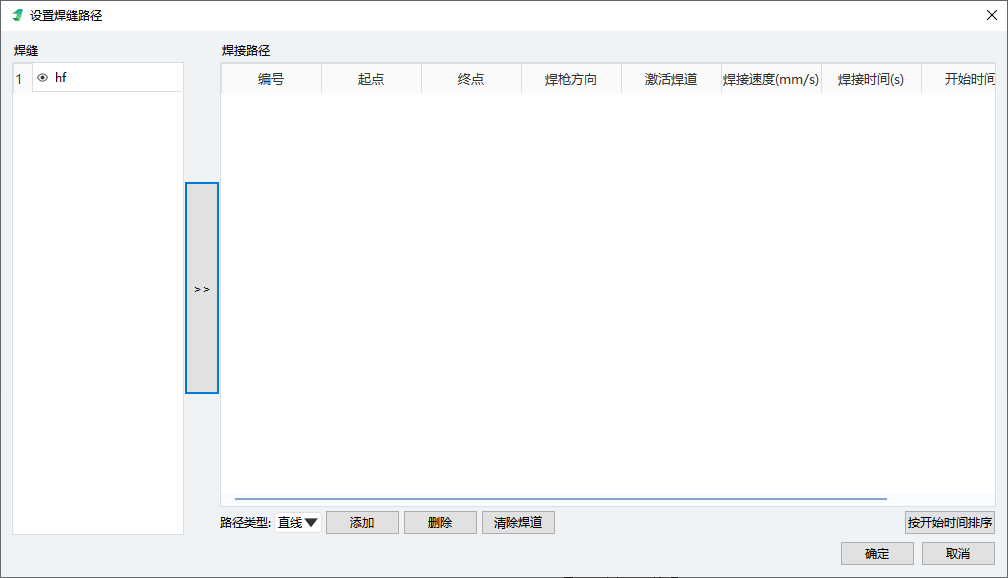 设置焊缝路径
焊缝
焊接路径
1 hf
编号 起点 终点 焊枪方向 激活焊道 焊接速度(mm/s) 焊接时间(s) 开始时间
>>
路径类型: 直线 添加 删除 清除焊道 按开始时间排序
确定 取消